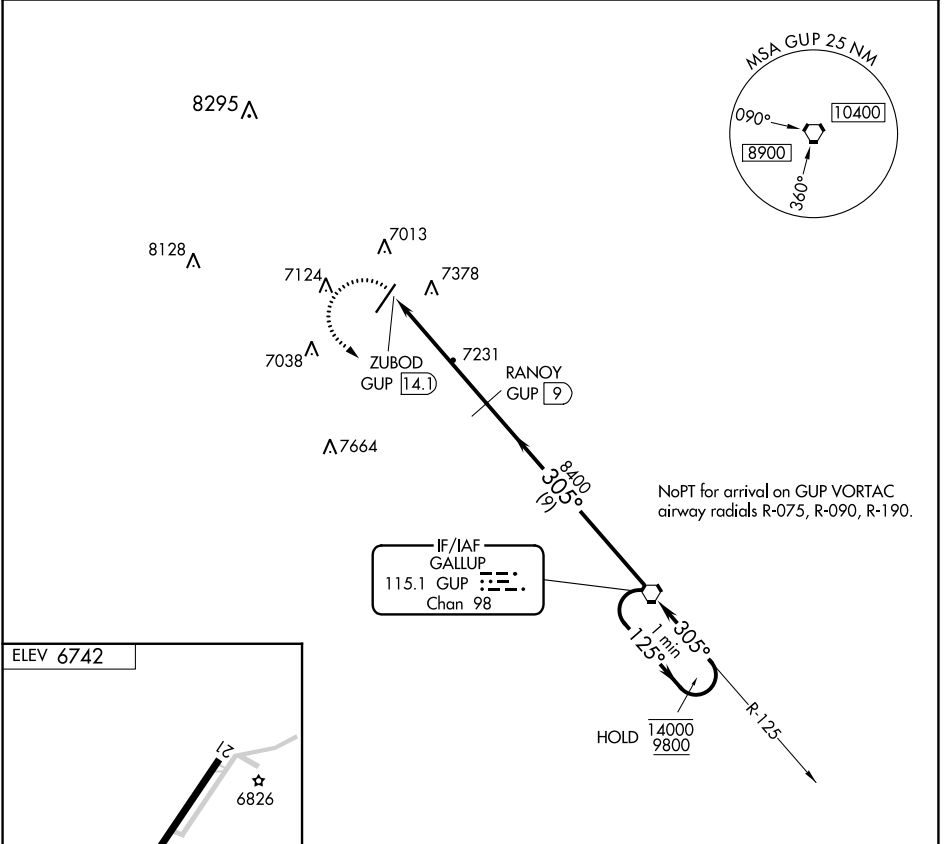 MSA GUP 25 NM
090°
10400
8900
360°
8295
8128
7013
7124
7378
7038
7231
ZUBOD
GUP 14.1
RANOY
GUP 9
7664
8400
305°
(9)
NoPT for arrival on GUP VORTAC
airway radials R-075, R-090, R-190.
IF/IAF
GALLUP
115.1 GUP
Chan 98
305°
1 min
125°
R-125
HOLD 14000
9800
ELEV 6742
21
6826